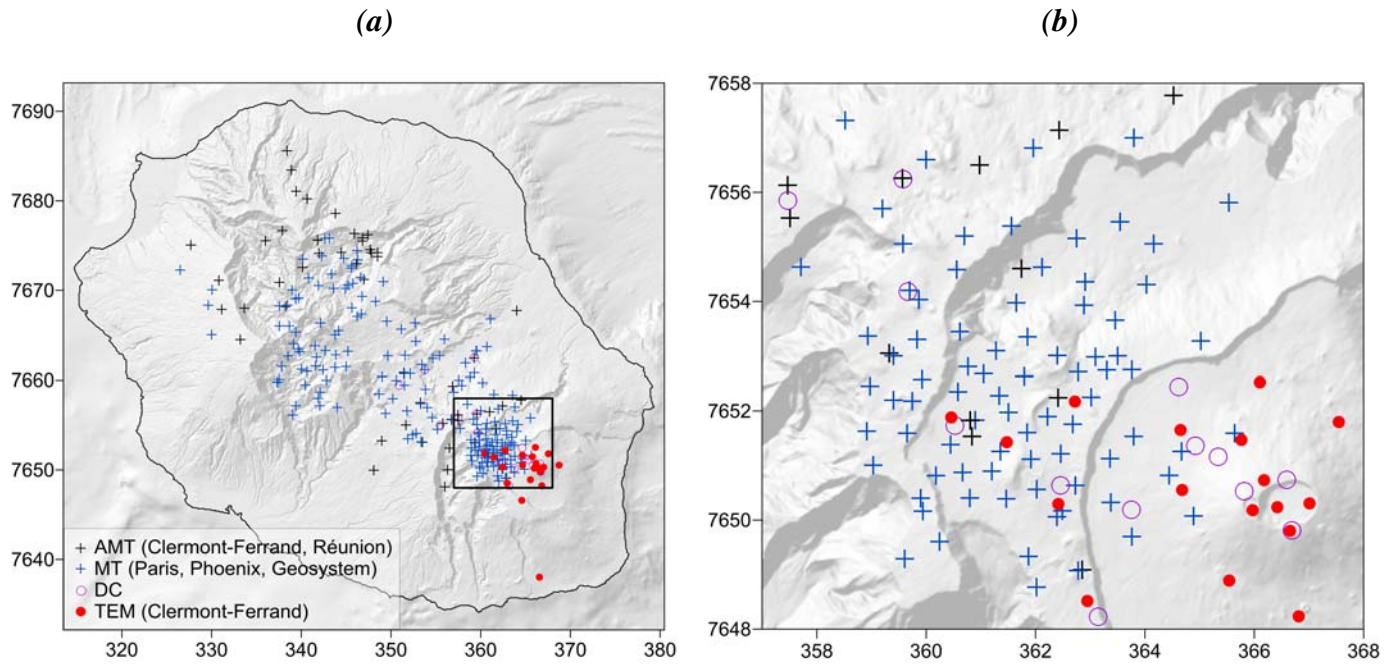 (a)
(b)
7690
7680
7670
7660
7650
7640
AMT (Clermont-Ferrand, Réunion)
MT (Paris, Phoenix, Geosystem)
DC
TEM (Clermont-Ferrand)
320 330 340 350 360 370 380
7658
7656
7654
7652
7650
7648
358 360 362 364 366 368